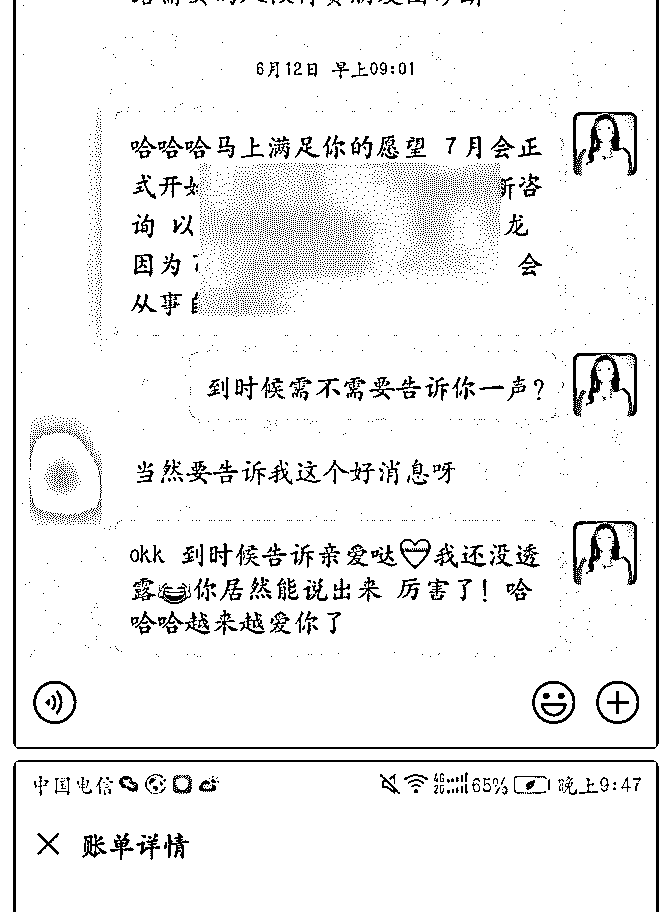 6月12日 早上09:01
哈哈哈马上满足你的愿望 7月会正
式开始 新咨
询 以 龙
因为 会
从事自
到时候需不需要告诉你一声?
当然要告诉我这个好消息呀
okk 到时候告诉亲爱哒我还没透
露😂你居然能说出来 厉害了! 哈
哈哈越来越爱你了
中国电信 4G 2G 65% 晚上9:47
× 账单详情